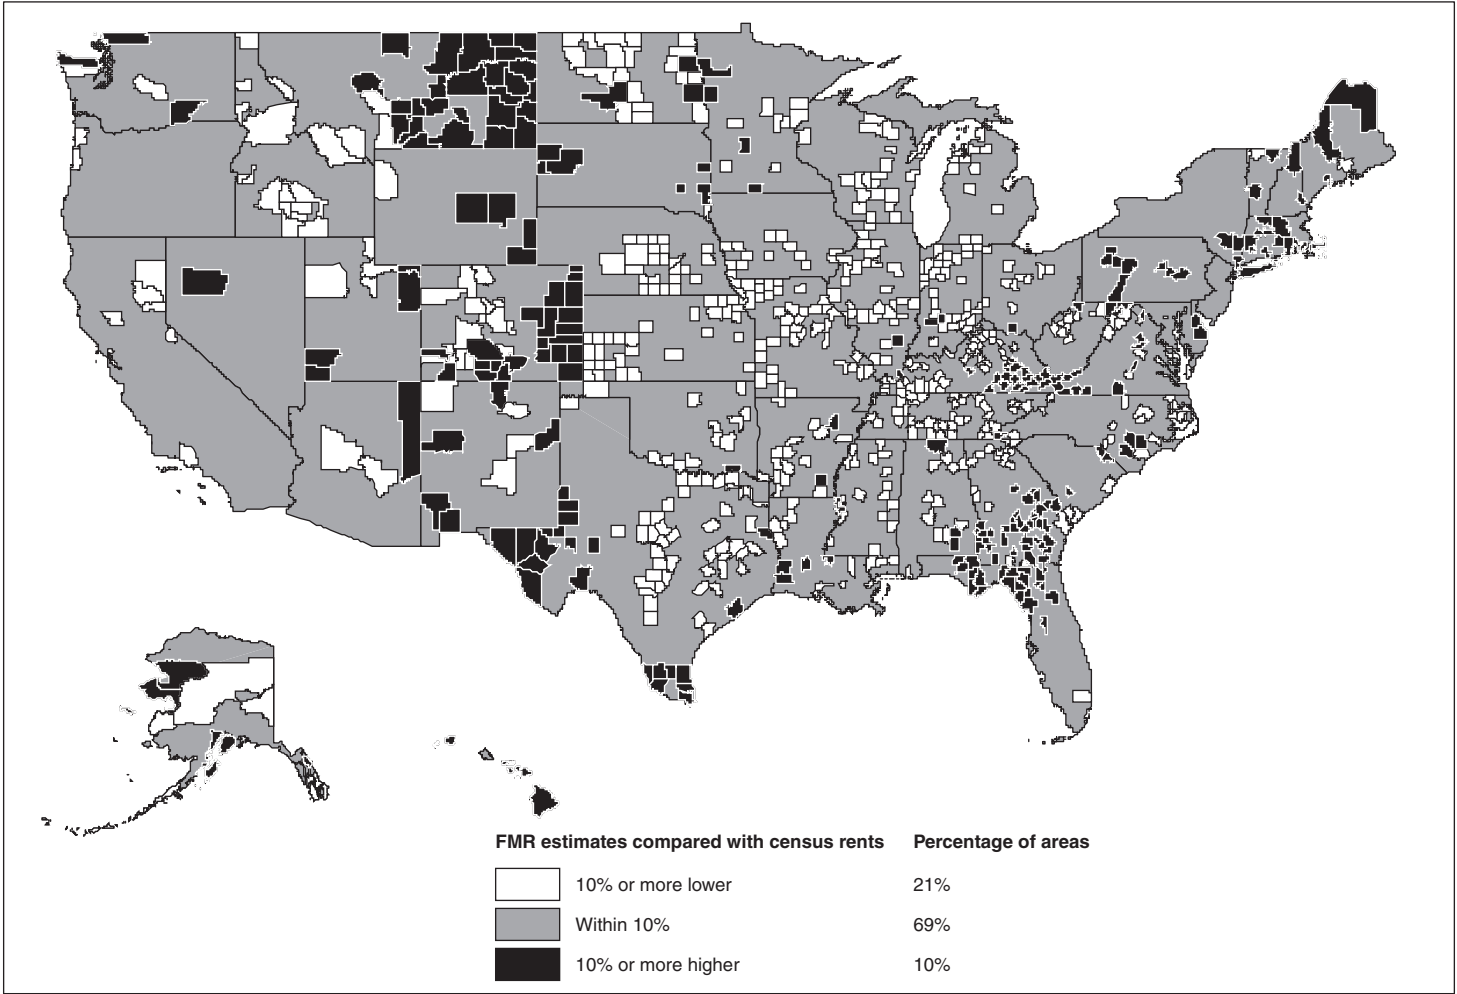 FMR estimates compared with census rents Percentage of areas
10% or more lower 21%
Within 10% 69%
10% or more higher 10%